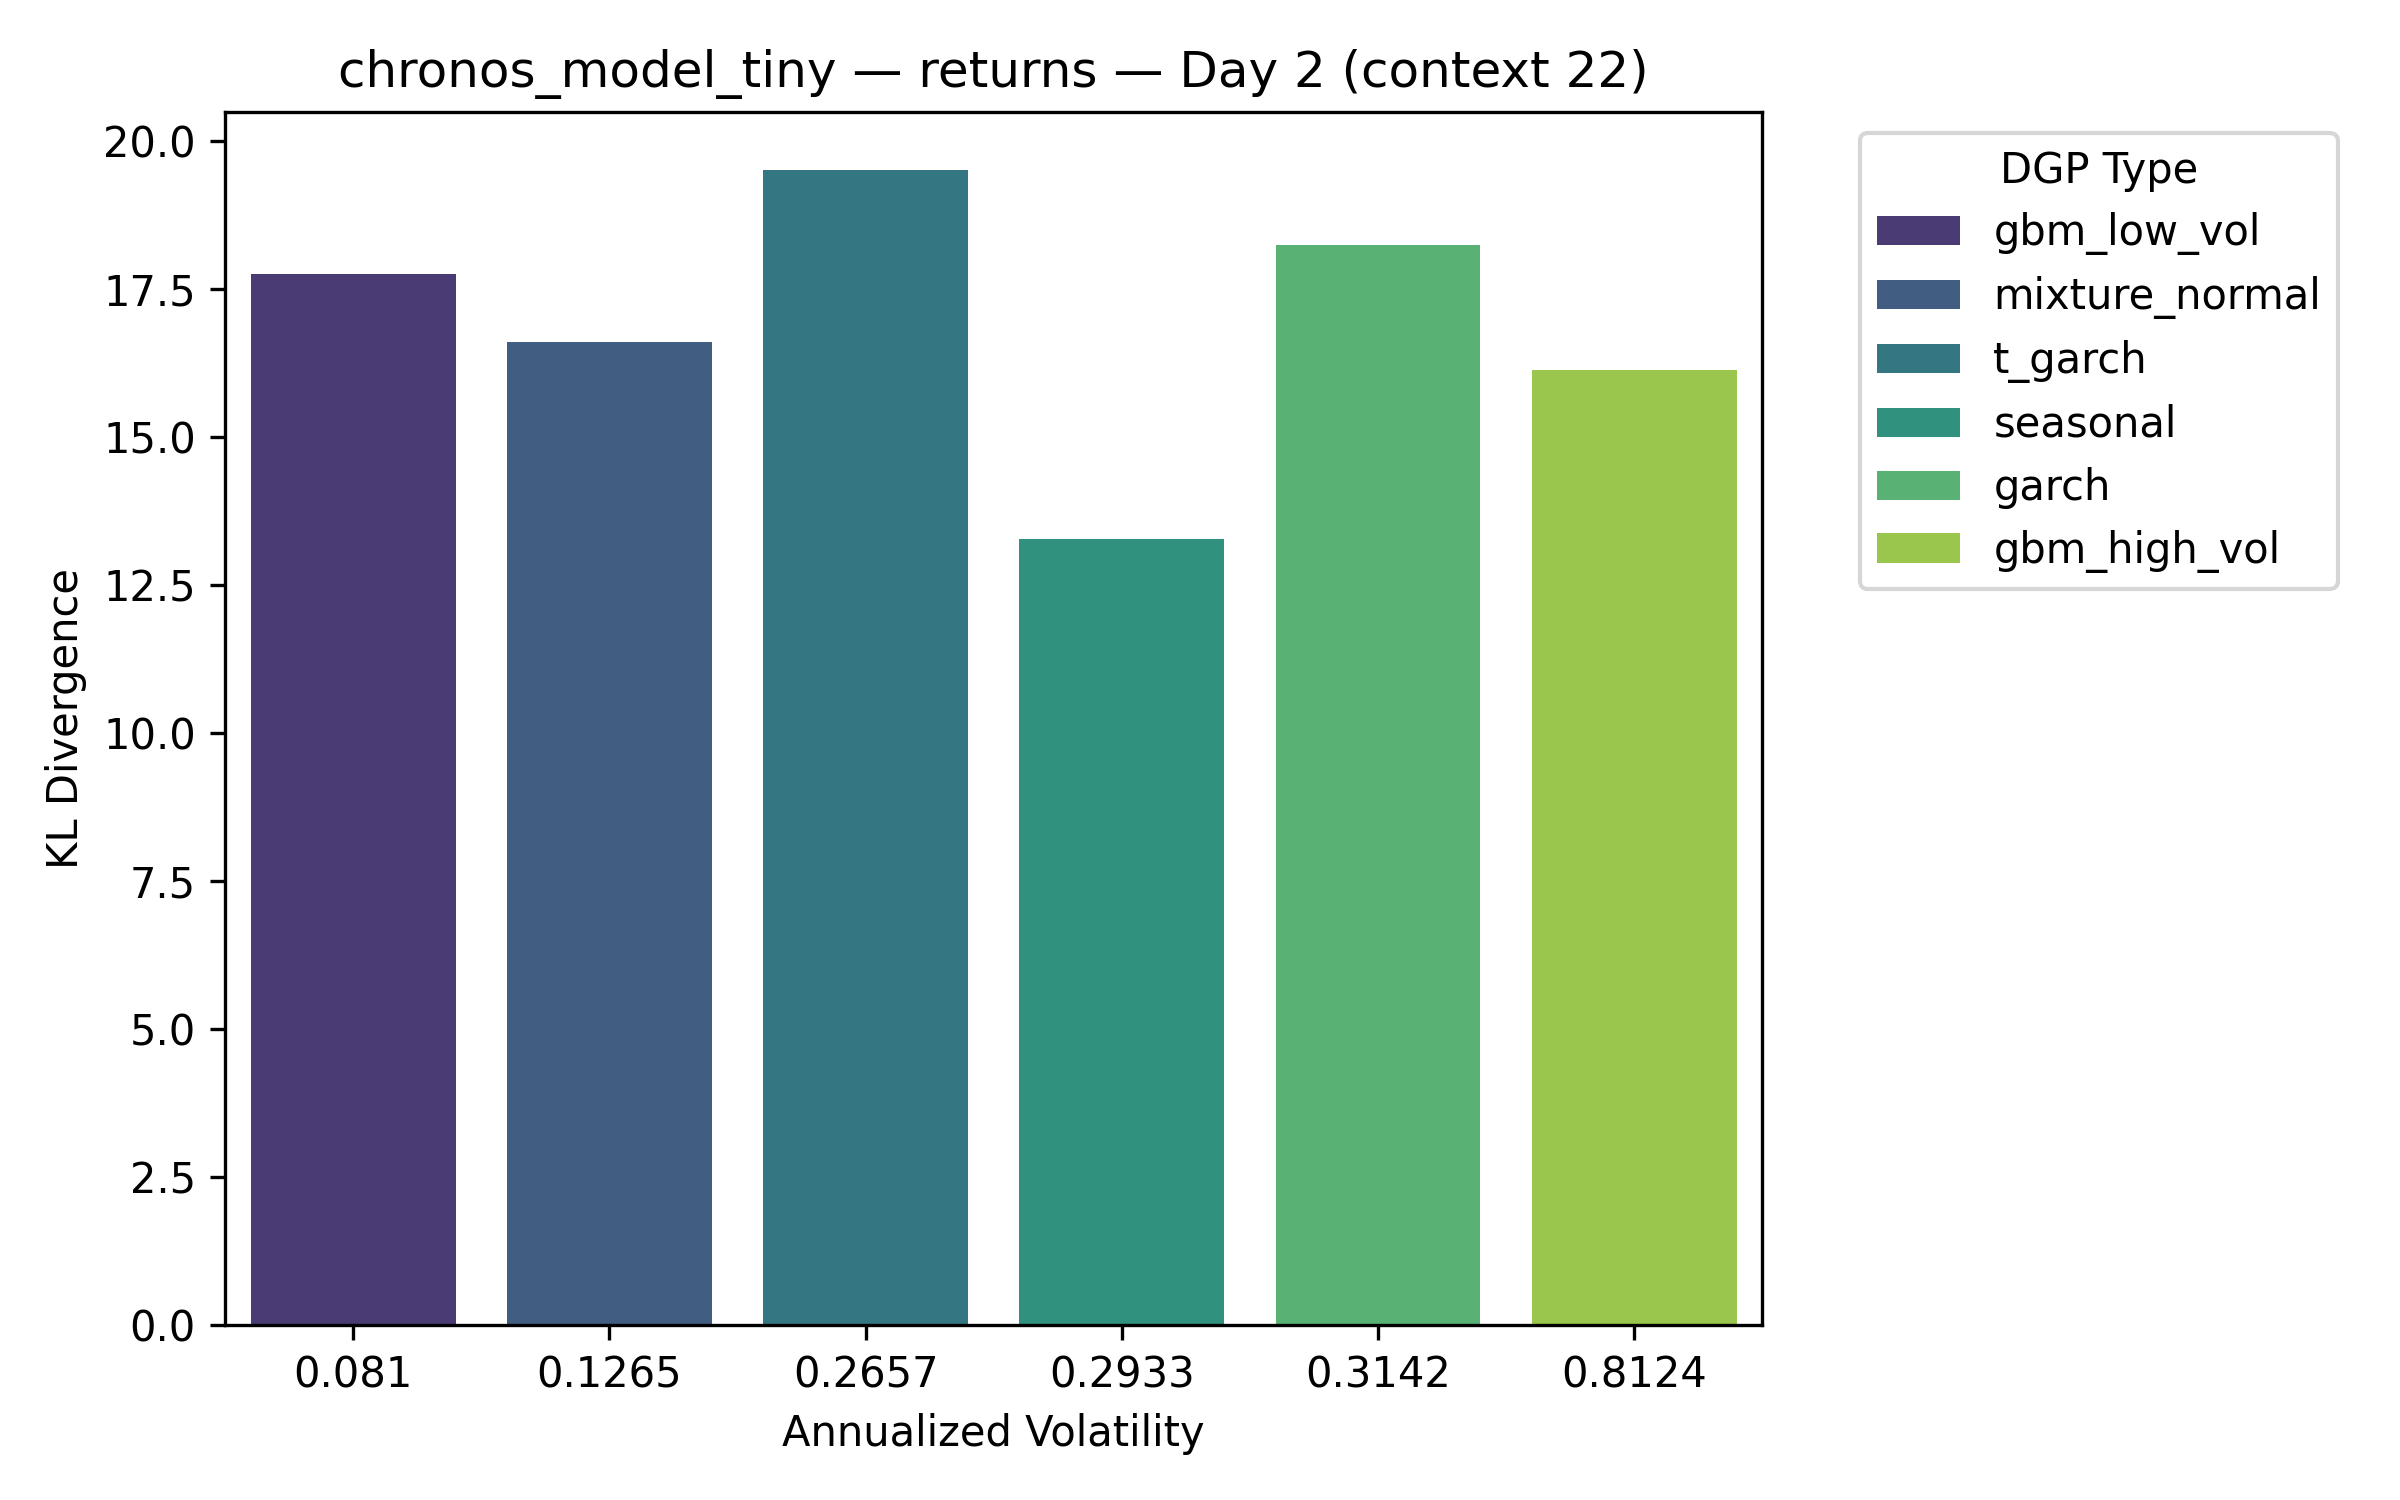 chronos_model_tiny — returns — Day 2 (context 22)
KL Divergence
20.0
17.5
15.0
12.5
10.0
7.5
5.0
2.5
0.0
0.081
0.1265
0.2657
0.2933
0.3142
0.8124
Annualized Volatility
DGP Type
gbm_low_vol
mixture_normal
t_garch
seasonal
garch
gbm_high_vol